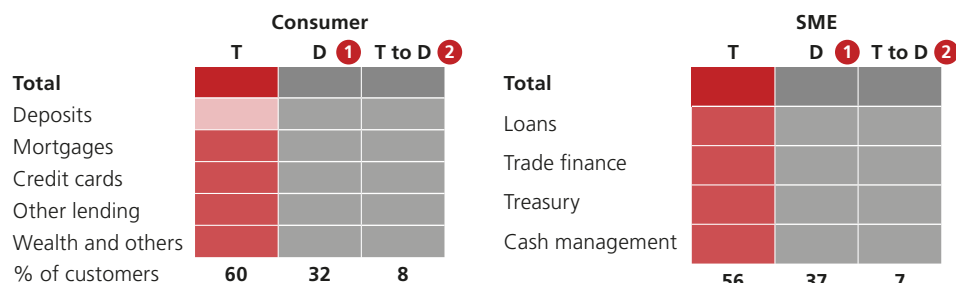 Consumer
T D 1 T to D 2
Total
Deposits
Mortgages
Credit cards
Other lending
Wealth and others
% of customers 60 32 8
SME
T D 1 T to D 2
Total
Loans
Trade finance
Treasury
Cash management
56 37 7